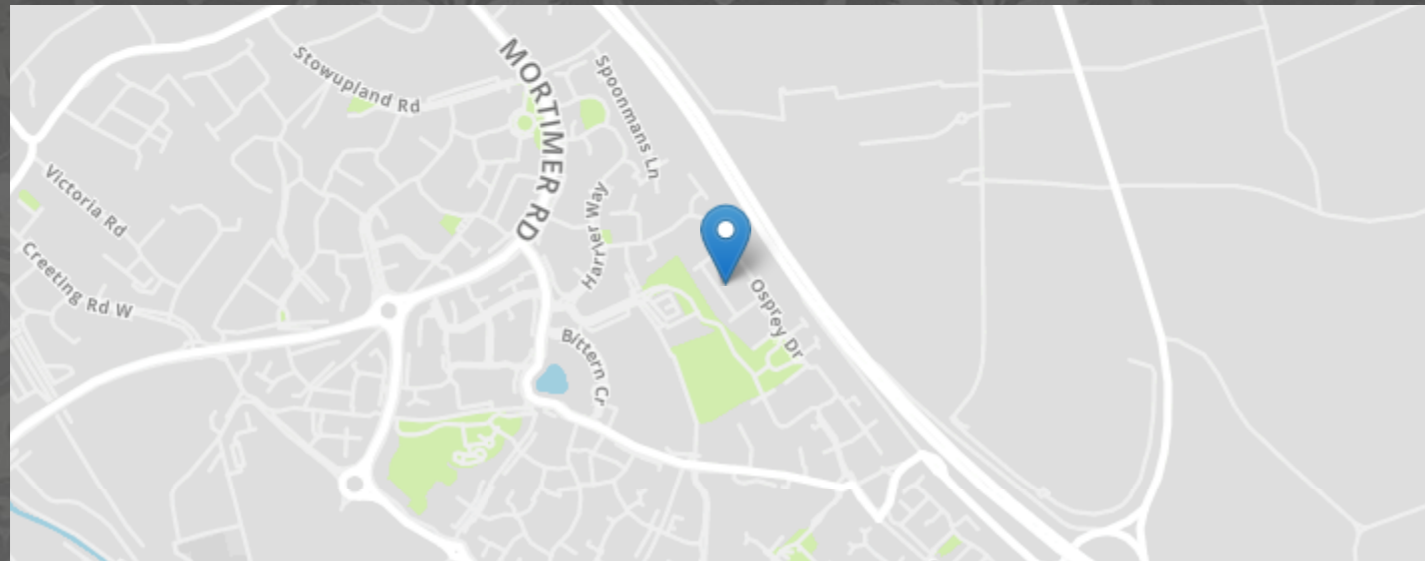 Stowupland Rd
MORTIMER RD
Spoonmans Ln
Victoria Rd
Harrier Way
Creeting Rd W
Osprey Dr
Bittern Cr